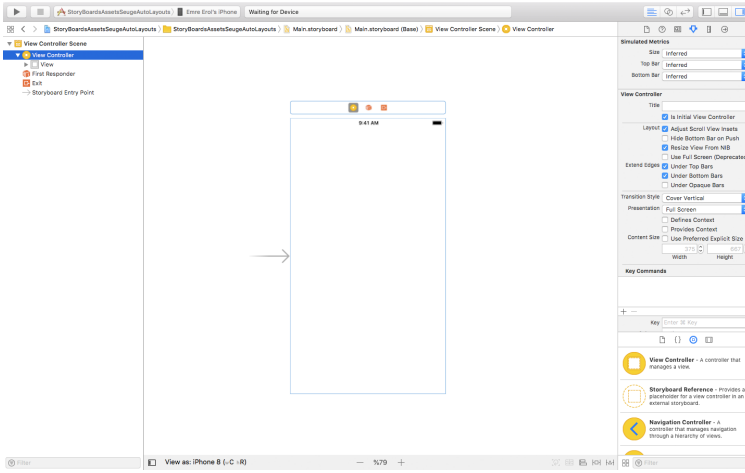 StoryBoardsAssetsSeugeAutoLayouts
Emre Erol's iPhone
Waiting for Device
StoryBoardsAssetsSeugeAutoLayouts
StoryBoardsAssetsSeugeAutoLayouts
Main.storyboard
Main.storyboard (Base)
View Controller Scene
View Controller
View Controller Scene
View Controller
View
First Responder
Exit
Storyboard Entry Point
9:41 AM
Simulated Metrics
Size Inferred
Top Bar Inferred
Bottom Bar Inferred
View Controller
Title
Is Initial View Controller
Layout Adjust Scroll View Insets
Hide Bottom Bar on Push
Resize View From NIB
Use Full Screen (Deprecated
Extend Edges Under Top Bars
Under Bottom Bars
Under Opaque Bars
Transition Style Cover Vertical
Presentation Full Screen
Defines Context
Provides Context
Content Size Use Preferred Explicit Size
375 667
Width Height
Key Commands
+ −
Key Enter ⌘ Key
View Controller - A controller that
manages a view.
Storyboard Reference - Provides a
placeholder for a view controller in an
external storyboard.
Navigation Controller - A
controller that manages navigation
through a hierarchy of views.
Filter
View as: iPhone 8 (wC hR)
— %79 +
Filter